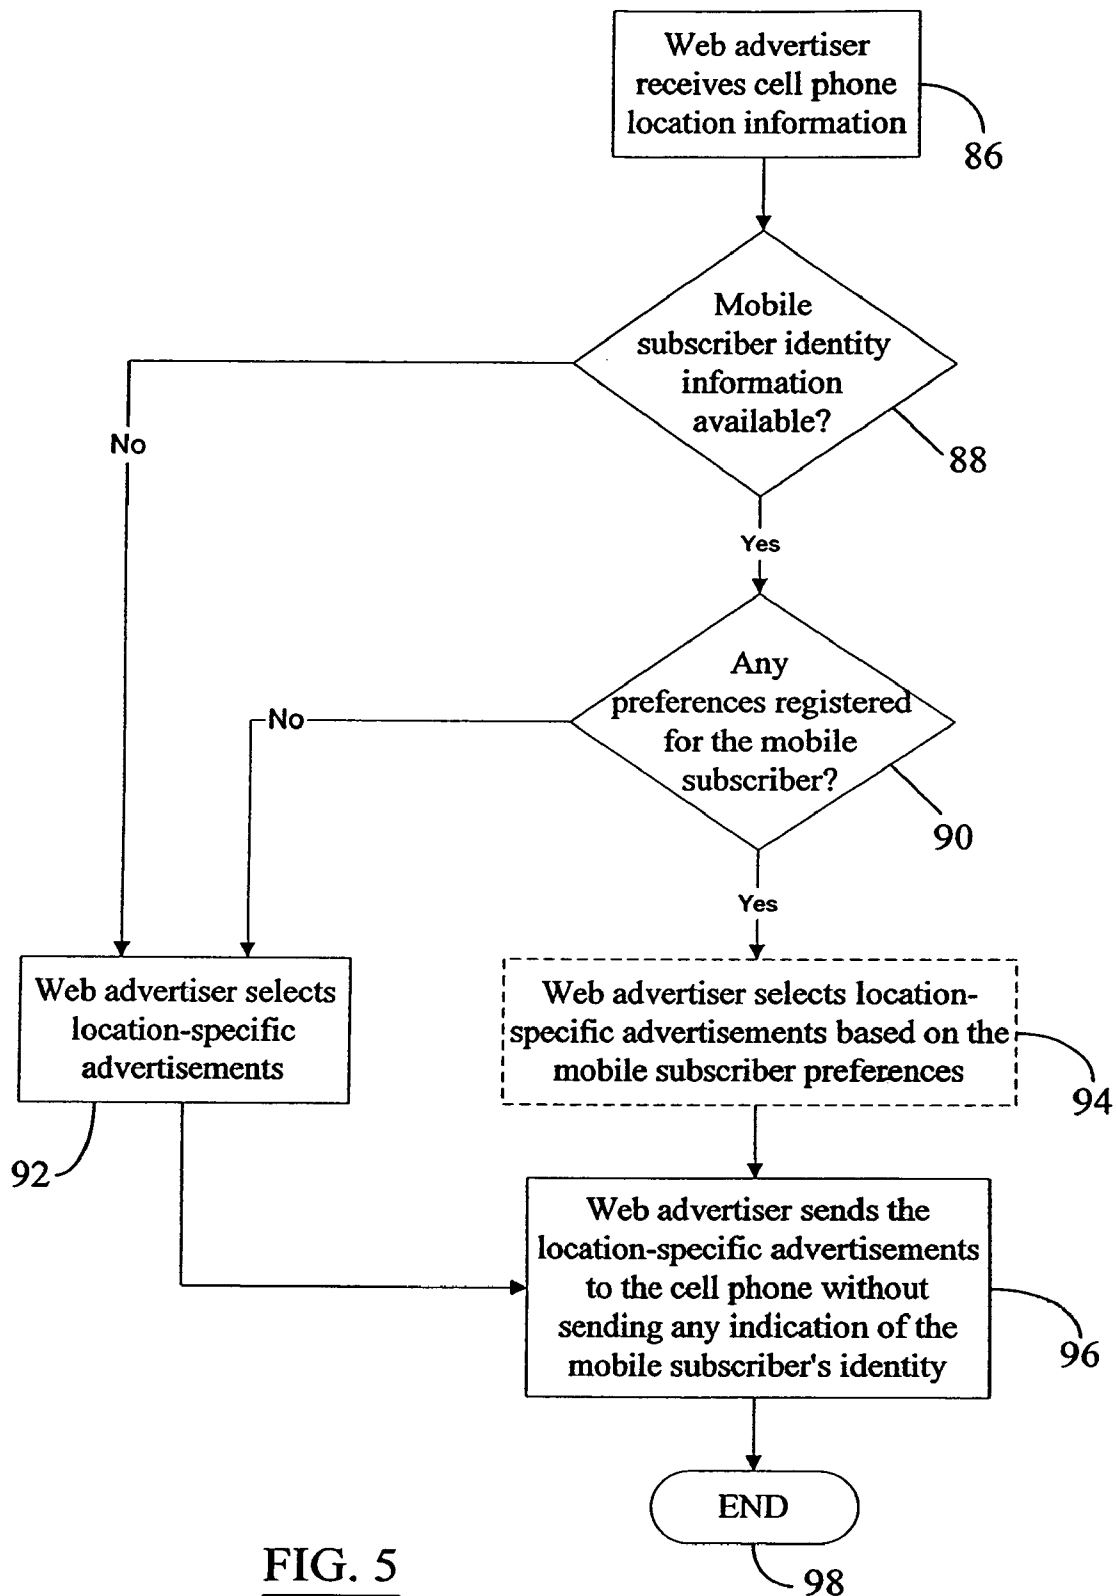 Web advertiser
receives cell phone
location information
86
Mobile
subscriber identity
information
available?
88
No
Yes
Any
preferences registered
for the mobile
subscriber?
90
No
Yes
Web advertiser selects
location-specific
advertisements
92
Web advertiser selects location-
specific advertisements based on the
mobile subscriber preferences
94
Web advertiser sends the
location-specific advertisements
to the cell phone without
sending any indication of the
mobile subscriber's identity
96
END
98
FIG. 5